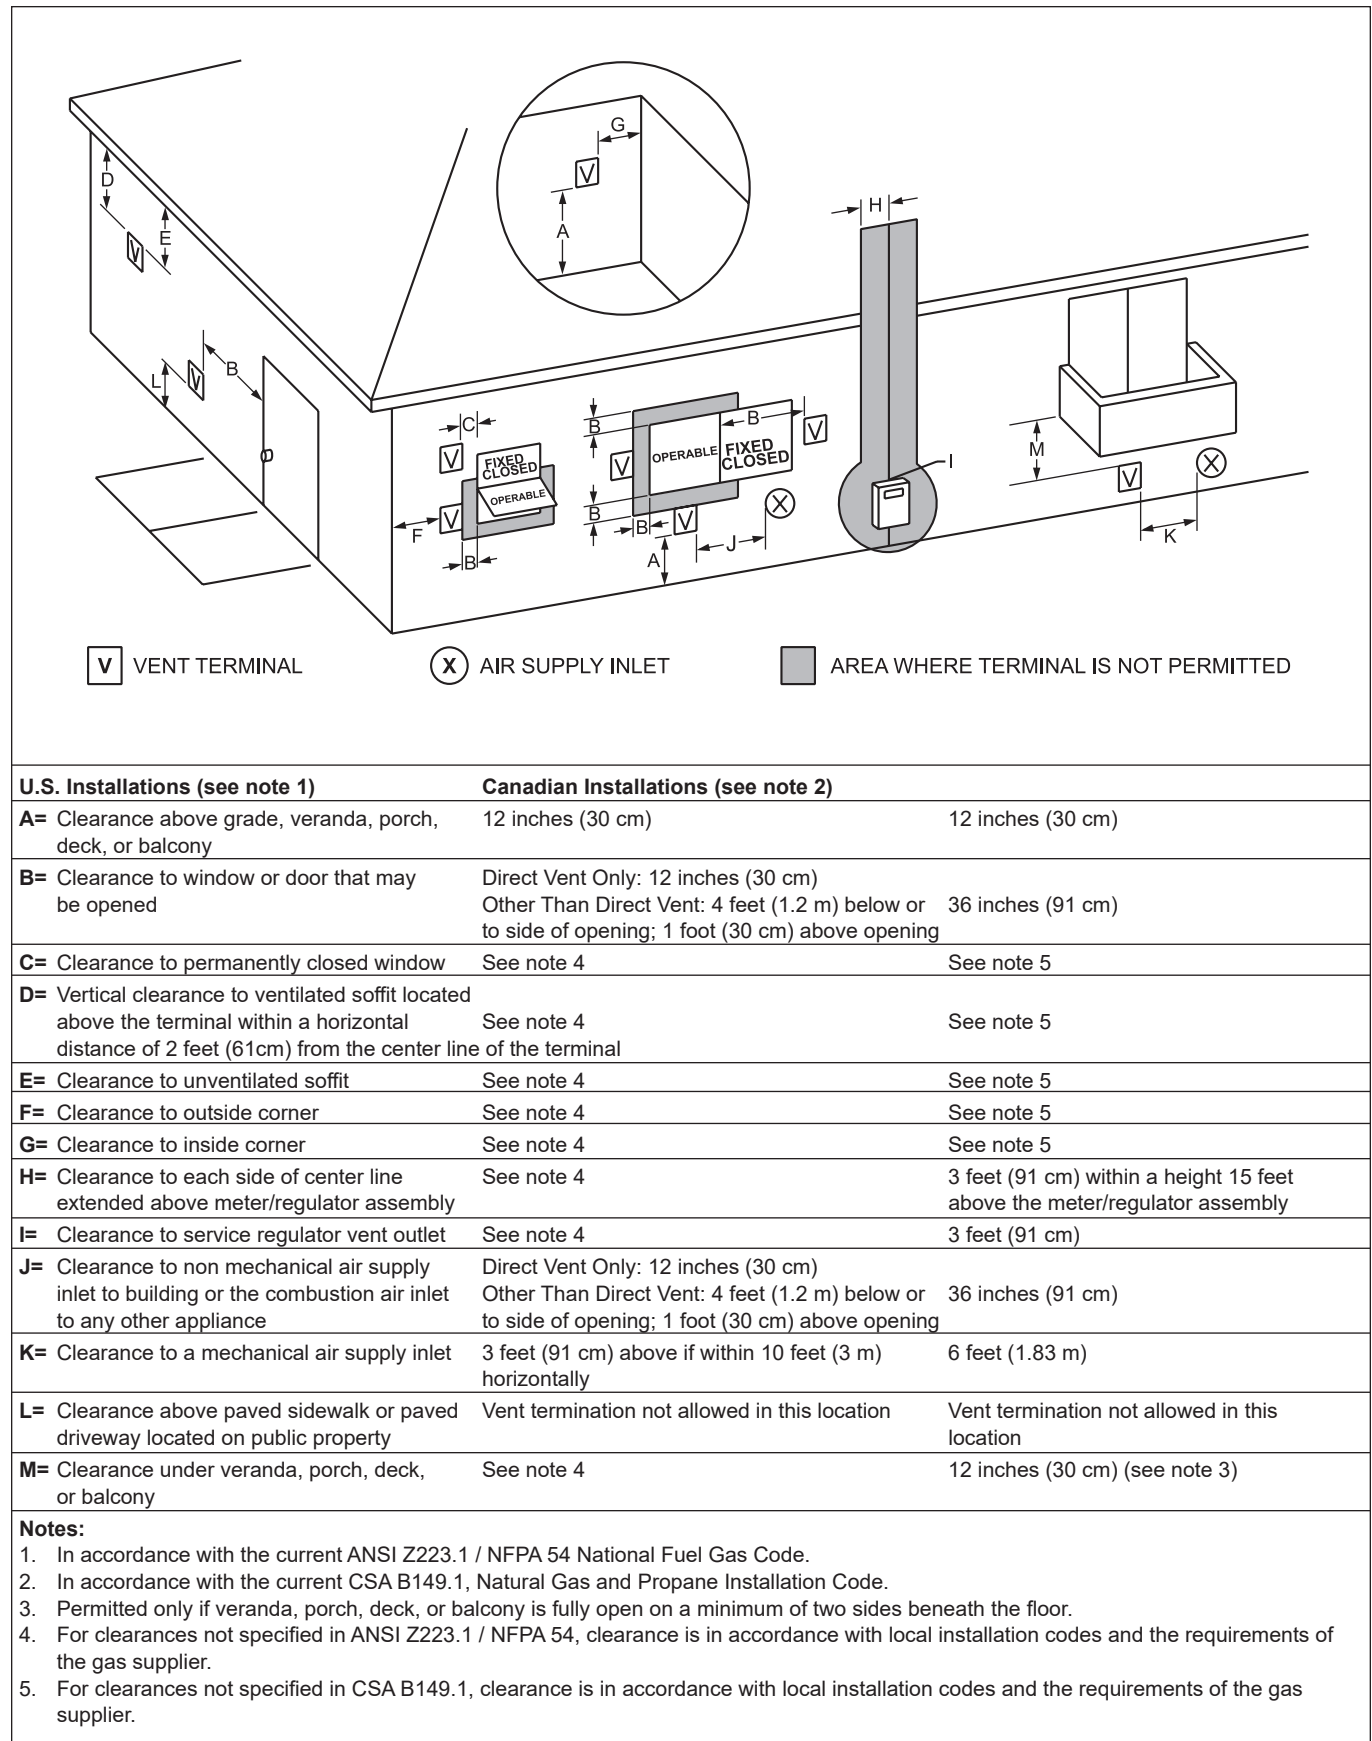 G
V
D
H
E
V
A
B
L
V
C
B
B
V
M
V
FIXED
CLOSED
V
OPERABLE
FIXED
CLOSED
X
I
OPERABLE
V
X
V
B
V
F
B
J
K
B
A
V VENT TERMINAL
X AIR SUPPLY INLET
AREA WHERE TERMINAL IS NOT PERMITTED
U.S. Installations (see note 1) Canadian Installations (see note 2)
A= Clearance above grade, veranda, porch, 12 inches (30 cm) 12 inches (30 cm)
deck, or balcony
B= Clearance to window or door that may Direct Vent Only: 12 inches (30 cm)
be opened Other Than Direct Vent: 4 feet (1.2 m) below or 36 inches (91 cm)
to side of opening; 1 foot (30 cm) above opening
C= Clearance to permanently closed window See note 4 See note 5
D= Vertical clearance to ventilated soffit located
above the terminal within a horizontal See note 4 See note 5
distance of 2 feet (61cm) from the center line of the terminal
E= Clearance to unventilated soffit See note 4 See note 5
F= Clearance to outside corner See note 4 See note 5
G= Clearance to inside corner See note 4 See note 5
H= Clearance to each side of center line See note 4 3 feet (91 cm) within a height 15 feet
extended above meter/regulator assembly above the meter/regulator assembly
I= Clearance to service regulator vent outlet See note 4 3 feet (91 cm)
J= Clearance to non mechanical air supply Direct Vent Only: 12 inches (30 cm)
inlet to building or the combustion air inlet Other Than Direct Vent: 4 feet (1.2 m) below or 36 inches (91 cm)
to any other appliance to side of opening; 1 foot (30 cm) above opening
K= Clearance to a mechanical air supply inlet 3 feet (91 cm) above if within 10 feet (3 m) 6 feet (1.83 m)
horizontally
L= Clearance above paved sidewalk or paved Vent termination not allowed in this location Vent termination not allowed in this
driveway located on public property location
M= Clearance under veranda, porch, deck, See note 4 12 inches (30 cm) (see note 3)
or balcony
Notes:
1. In accordance with the current ANSI Z223.1 / NFPA 54 National Fuel Gas Code.
2. In accordance with the current CSA B149.1, Natural Gas and Propane Installation Code.
3. Permitted only if veranda, porch, deck, or balcony is fully open on a minimum of two sides beneath the floor.
4. For clearances not specified in ANSI Z223.1 / NFPA 54, clearance is in accordance with local installation codes and the requirements of
the gas supplier.
5. For clearances not specified in CSA B149.1, clearance is in accordance with local installation codes and the requirements of the gas
supplier.